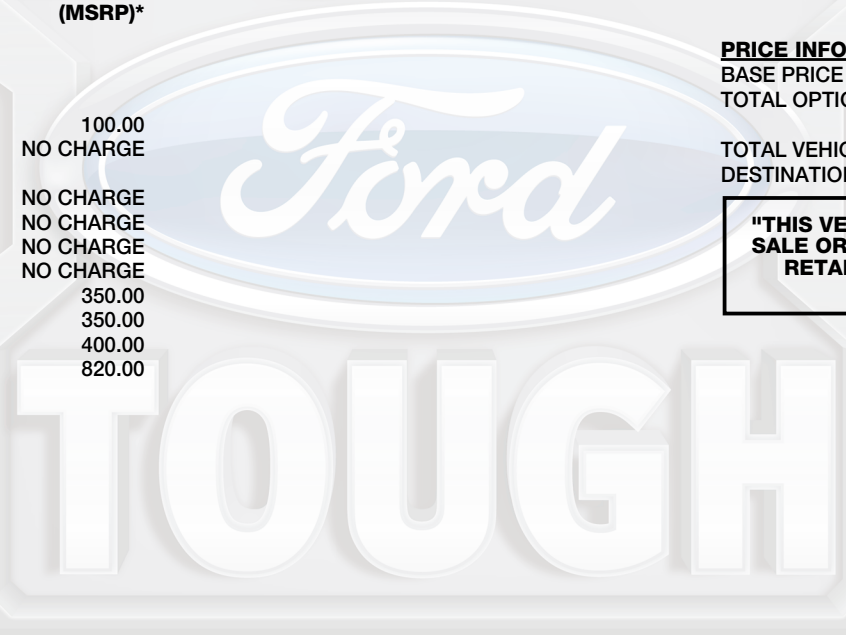 (MSRP)*
100.00
NO CHARGE
NO CHARGE
NO CHARGE
NO CHARGE
NO CHARGE
350.00
350.00
400.00
820.00
PRICE INFO
BASE PRICE
TOTAL OPTIO
TOTAL VEHIC
DESTINATION
"THIS VE
SALE OR
RETAI
Ford
TOUGH